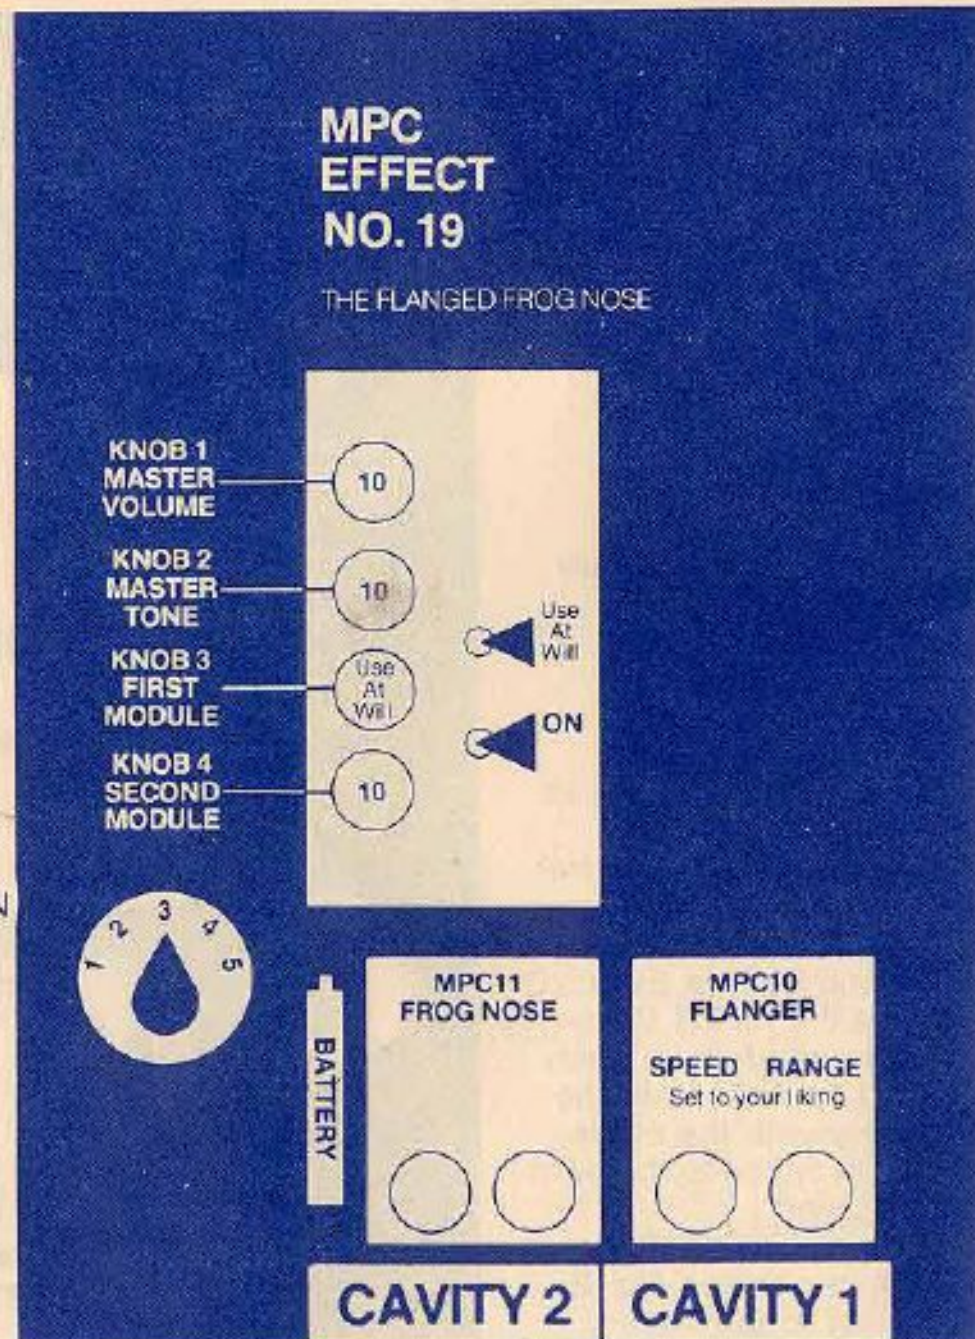 MPC
EFFECT
NO. 19
THE FLANGED FROG NOSE
KNOB 1
MASTER
VOLUME
10
KNOB 2
MASTER
TONE
10
Use
At
Will
KNOB 3
FIRST
MODULE
Use
At
Will
ON
KNOB 4
SECOND
MODULE
10
1 2 3 4 5
BATTERY
MPC11
FROG NOSE
MPC10
FLANGER
SPEED RANGE
Set to your liking
CAVITY 2
CAVITY 1